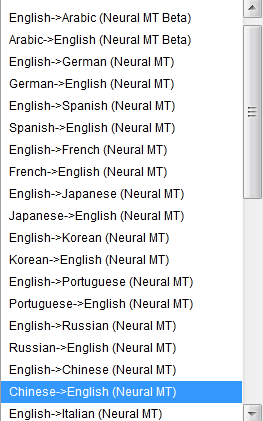 English->Arabic (Neural MT Beta)
Arabic->English (Neural MT Beta)
English->German (Neural MT)
German->English (Neural MT)
English->Spanish (Neural MT)
Spanish->English (Neural MT)
English->French (Neural MT)
French->English (Neural MT)
English->Japanese (Neural MT)
Japanese->English (Neural MT)
English->Korean (Neural MT)
Korean->English (Neural MT)
English->Portuguese (Neural MT)
Portuguese->English (Neural MT)
English->Russian (Neural MT)
Russian->English (Neural MT)
English->Chinese (Neural MT)
Chinese->English (Neural MT)
English->Italian (Neural MT)